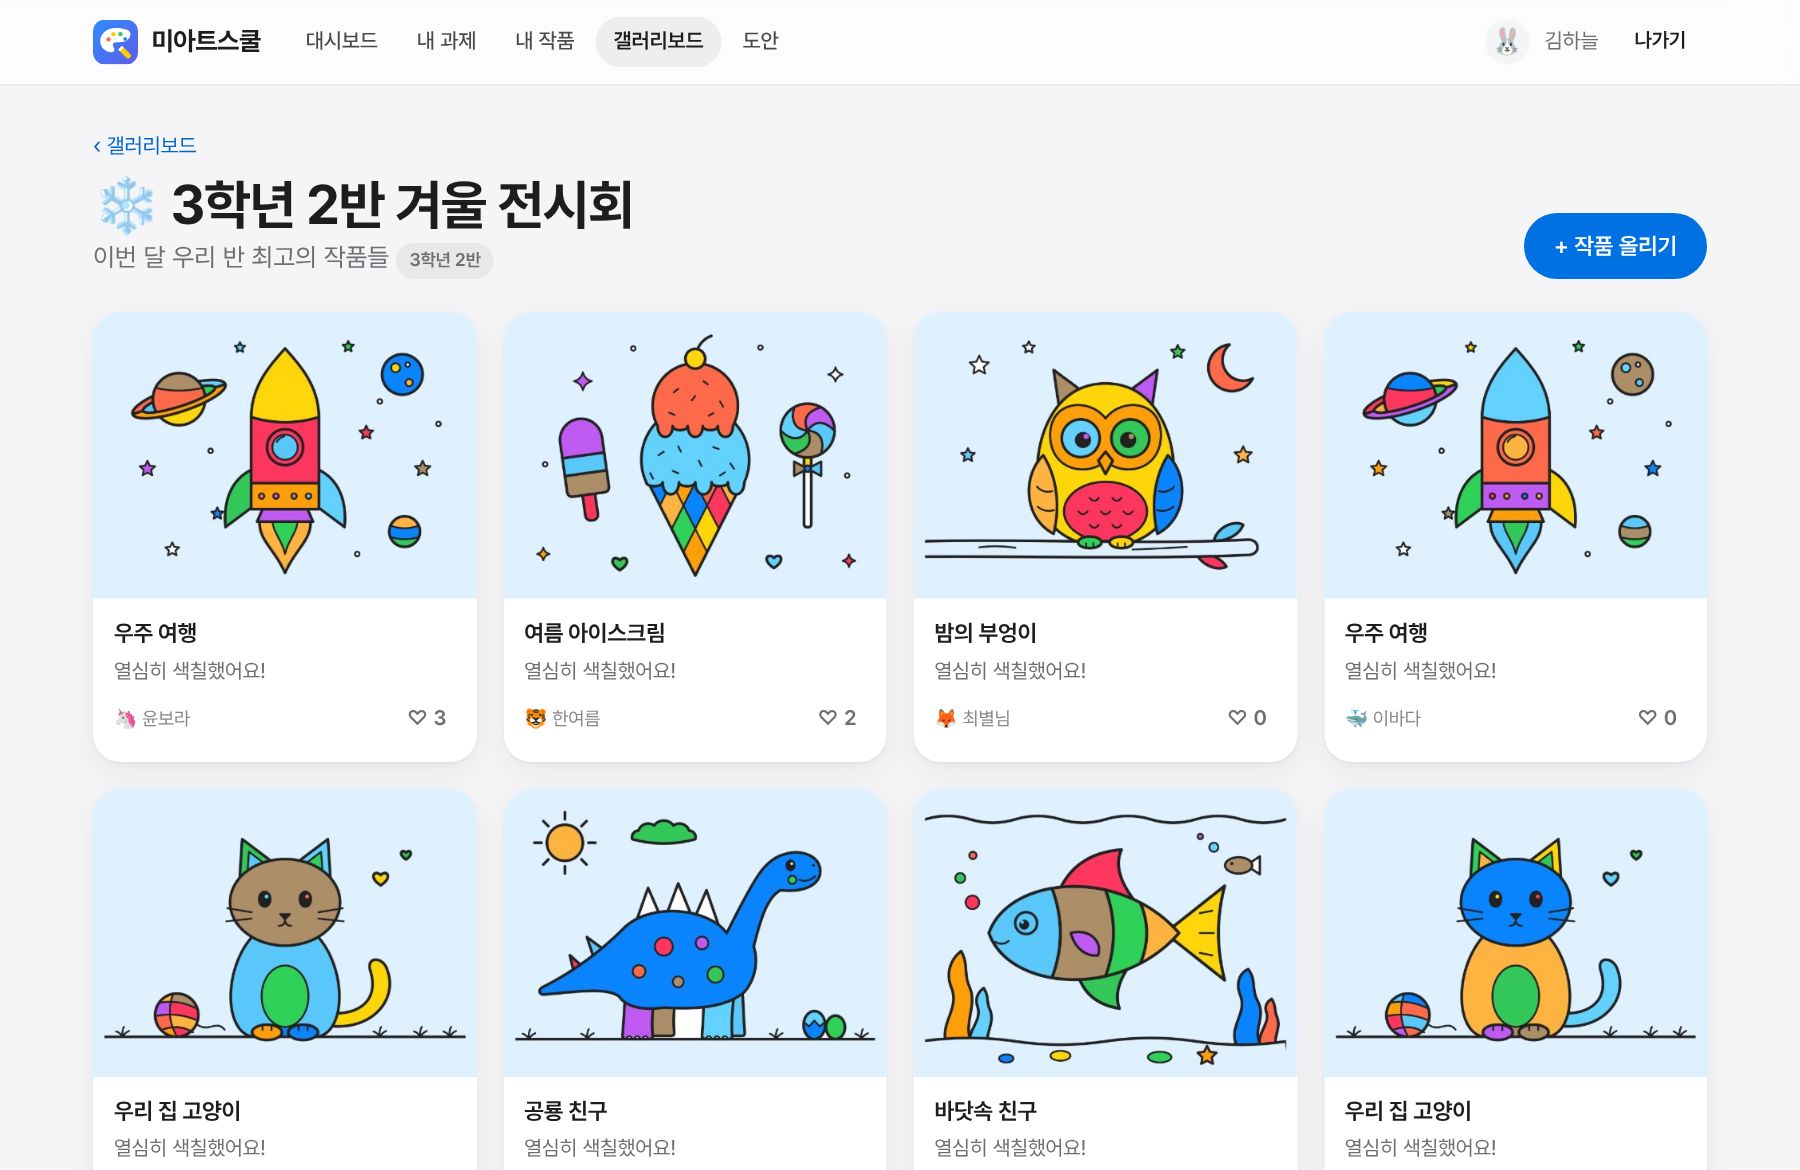 미아트스쿨 대시보드 내 과제 내 작품 갤러리보드 도안 김하늘 나가기
‹ 갤러리보드
3학년 2반 겨울 전시회
이번 달 우리 반 최고의 작품들 3학년 2반
+ 작품 올리기
우주 여행
열심히 색칠했어요!
윤보라 ♡ 3
여름 아이스크림
열심히 색칠했어요!
한여름 ♡ 2
밤의 부엉이
열심히 색칠했어요!
최별님 ♡ 0
우주 여행
열심히 색칠했어요!
이바다 ♡ 0
우리 집 고양이
열심히 색칠했어요!
공룡 친구
열심히 색칠했어요!
바닷속 친구
열심히 색칠했어요!
우리 집 고양이
열심히 색칠했어요!